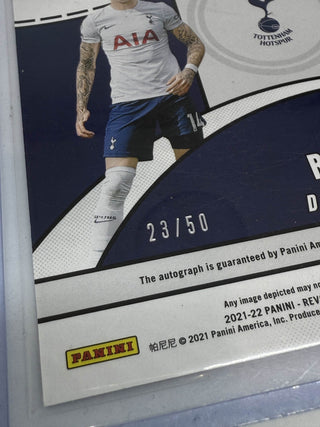 TOTTENHAM
HOTSPUR
AIA
14
23/50
D
The autograph is guaranteed by Panini Am
Any image depicted may no
2021-22 PANINI - REV
PANINI
帕尼尼 © 2021 Panini America, Inc. Produce